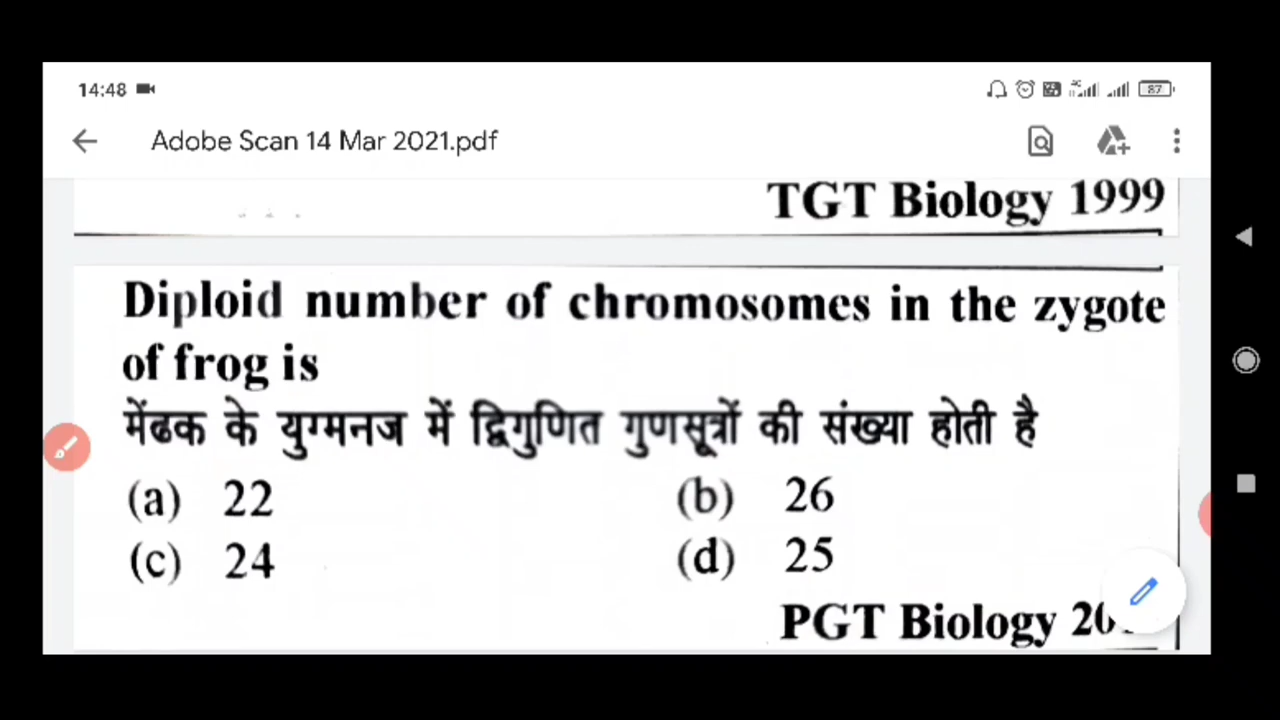 14:48
87
Adobe Scan 14 Mar 2021.pdf
TGT Biology 1999
Diploid number of chromosomes in the zygote
of frog is
मेंढक के युग्मनज में द्विगुणित गुणसूत्रों की संख्या होती है
(a) 22 (b) 26
(c) 24 (d) 25
PGT Biology